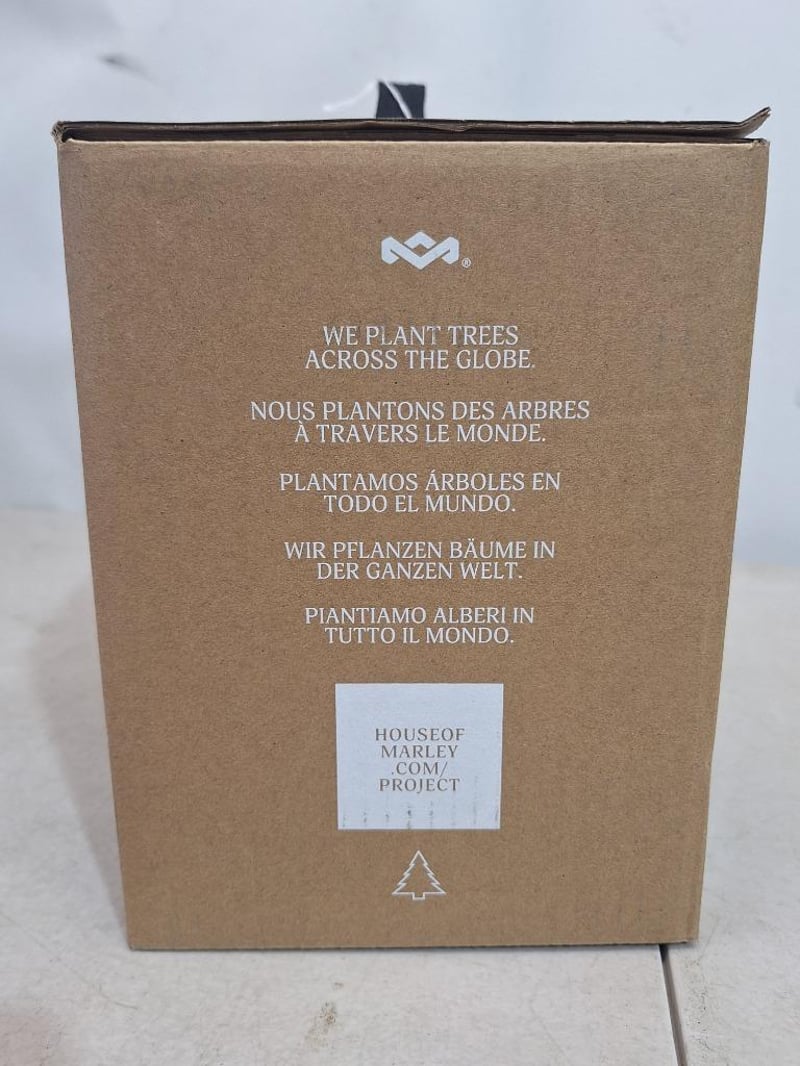 ®
WE PLANT TREES
ACROSS THE GLOBE.
NOUS PLANTONS DES ARBRES
À TRAVERS LE MONDE.
PLANTAMOS ÁRBOLES EN
TODO EL MUNDO.
WIR PFLANZEN BÄUME IN
DER GANZEN WELT.
PIANTIAMO ALBERI IN
TUTTO IL MONDO.
HOUSEOF
MARLEY
.COM/
PROJECT